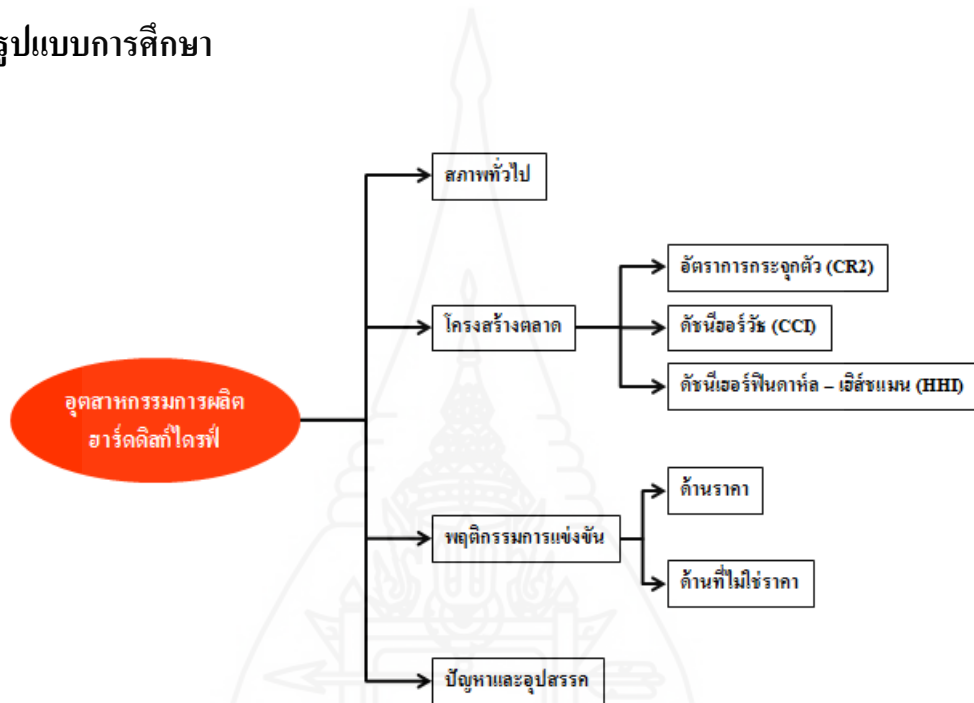 รูปแบบการศึกษา
สภาพทั่วไป
อัตราการกระจุกตัว (CR2)
โครงสร้างตลาด
ดัชนีฮอร์วัธ (CCI)
ดัชนีเฮอร์ฟินดาห์ล – เฮิส์ชแมน (HHI)
อุตสาหกรรมการผลิต
ฮาร์ดดิสก์ไดรฟ์
ด้านราคา
พฤติกรรมการแข่งขัน
ด้านที่ไม่ใช่ราคา
ปัญหาและอุปสรรค